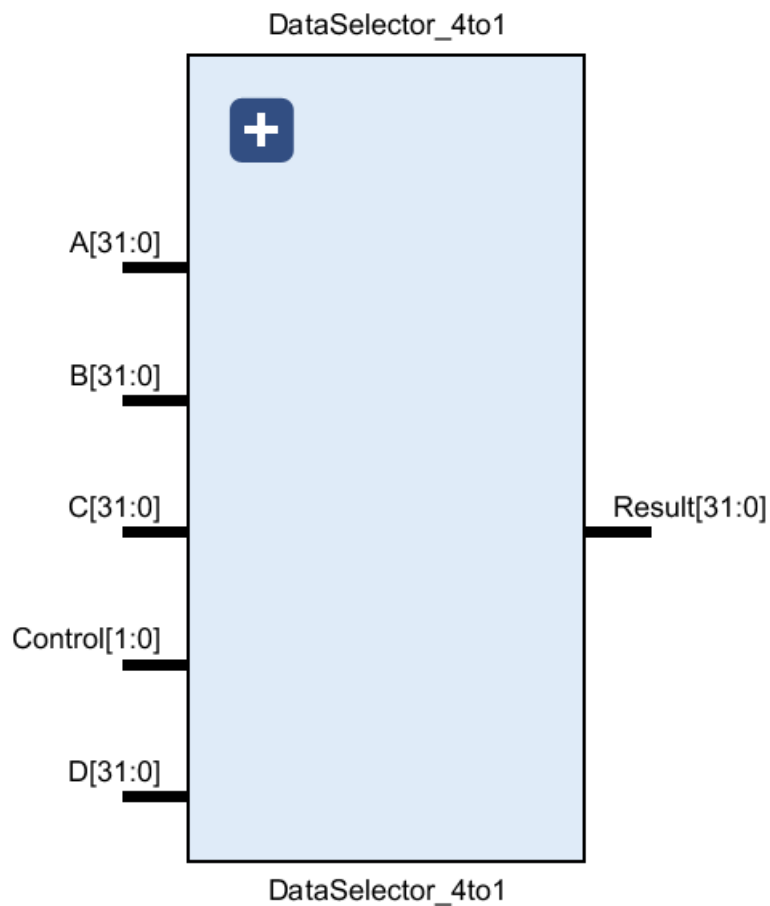 DataSelector_4to1
A[31:0]
B[31:0]
C[31:0]
Result[31:0]
Control[1:0]
D[31:0]
DataSelector_4to1